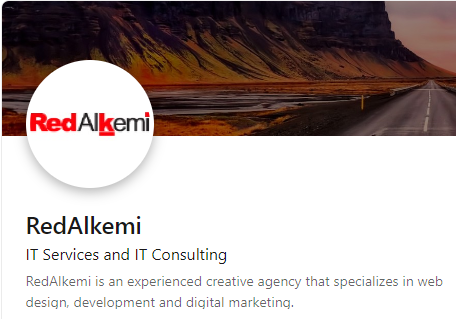 RedAlkemi
RedAlkemi
IT Services and IT Consulting
RedAlkemi is an experienced creative agency that specializes in web
design, development and digital marketing.